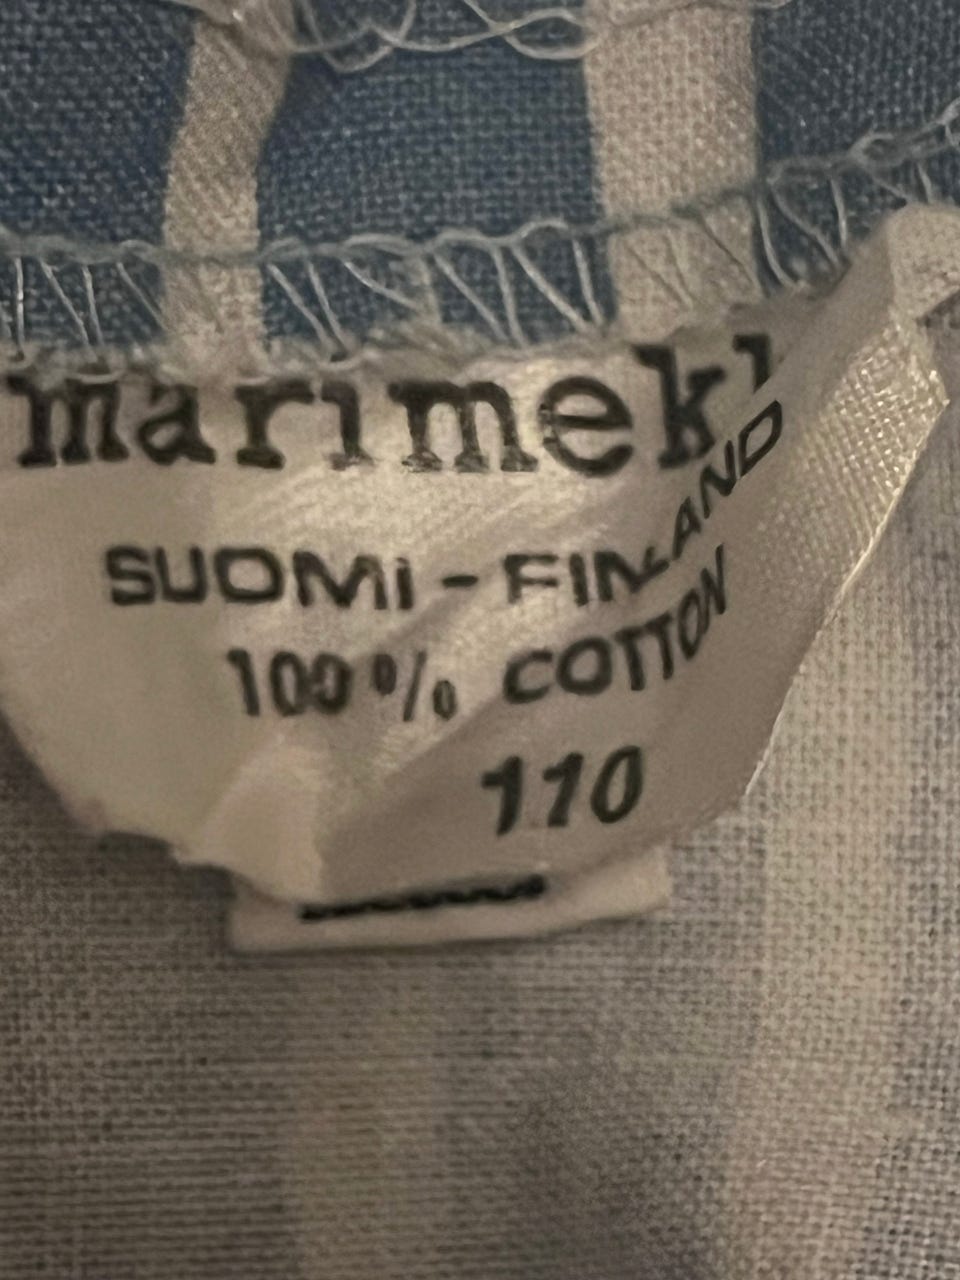 marimek
SUOMI - FINLAND
100 % COTTON
110